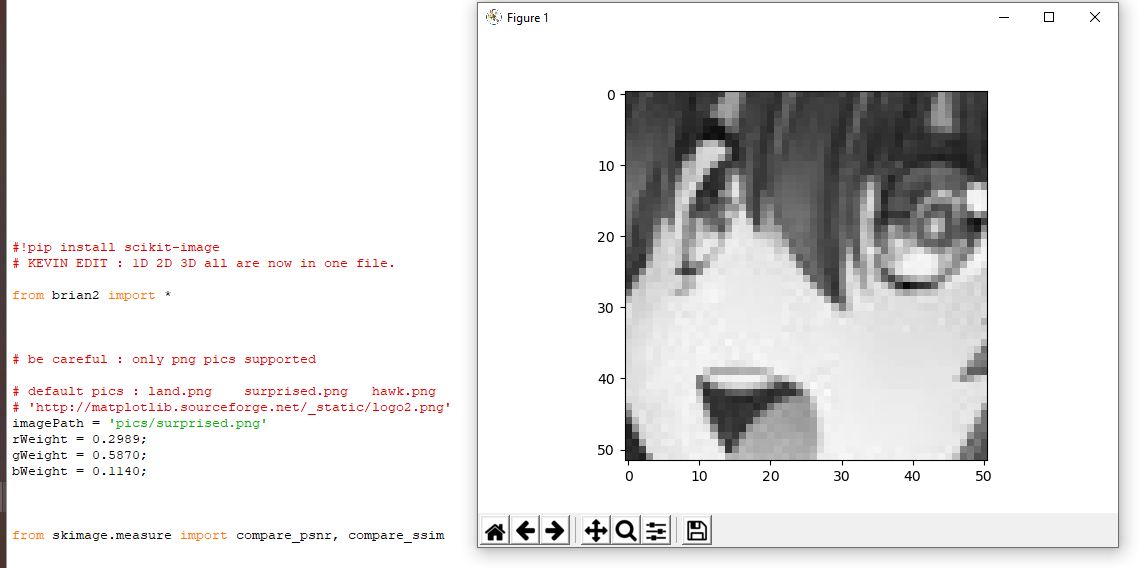 #!pip install scikit-image
# KEVIN EDIT : 1D 2D 3D all are now in one file.
from brian2 import *
# be careful : only png pics supported
# default pics : land.png    surprised.png   hawk.png
# 'http://matplotlib.sourceforge.net/_static/logo2.png'
imagePath = 'pics/surprised.png'
rWeight = 0.2989;
gWeight = 0.5870;
bWeight = 0.1140;
from skimage.measure import compare_psnr, compare_ssim
Figure 1
0
10
20
30
40
50
0 10 20 30 40 50